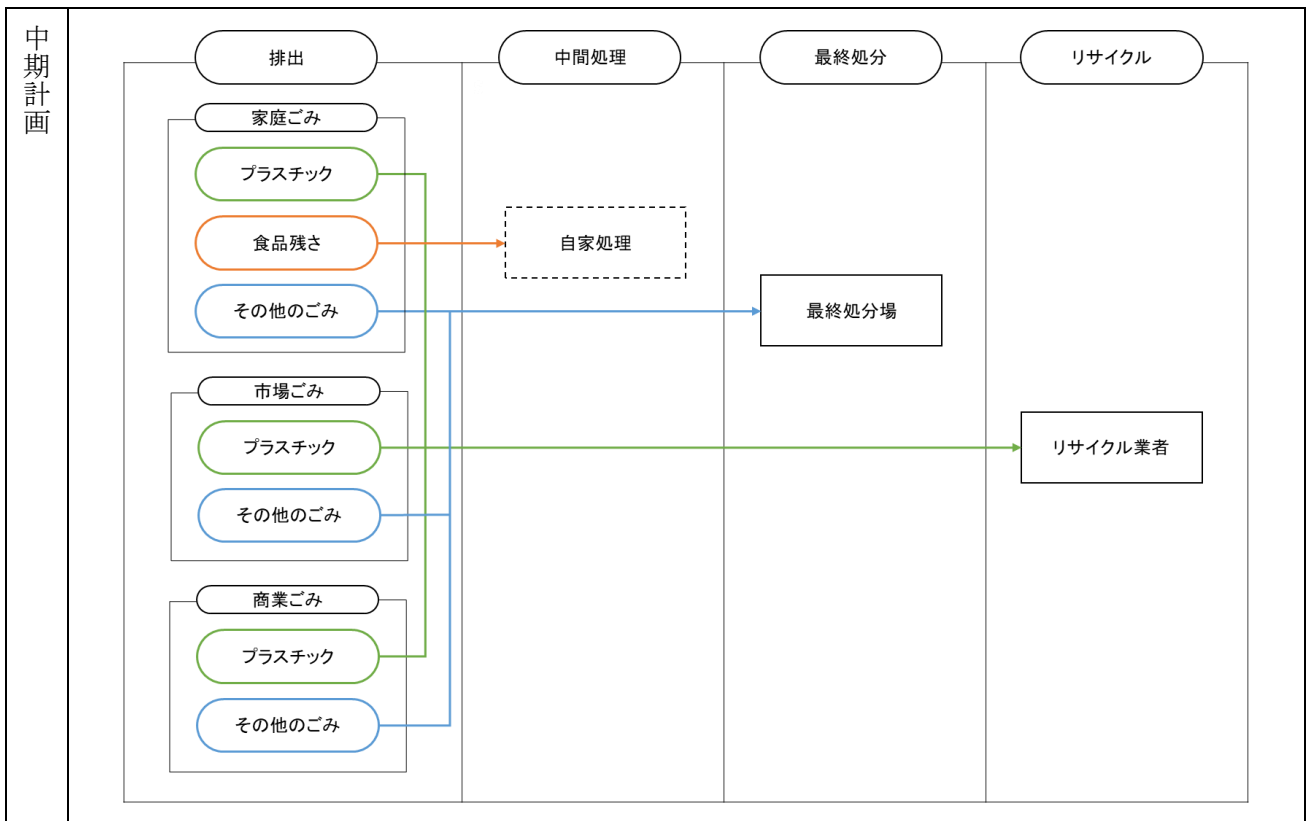 中期計画
排出
中間処理
最終処分
リサイクル
家庭ごみ
プラスチック
食品残さ
その他のごみ
自家処理
最終処分場
市場ごみ
プラスチック
その他のごみ
リサイクル業者
商業ごみ
プラスチック
その他のごみ